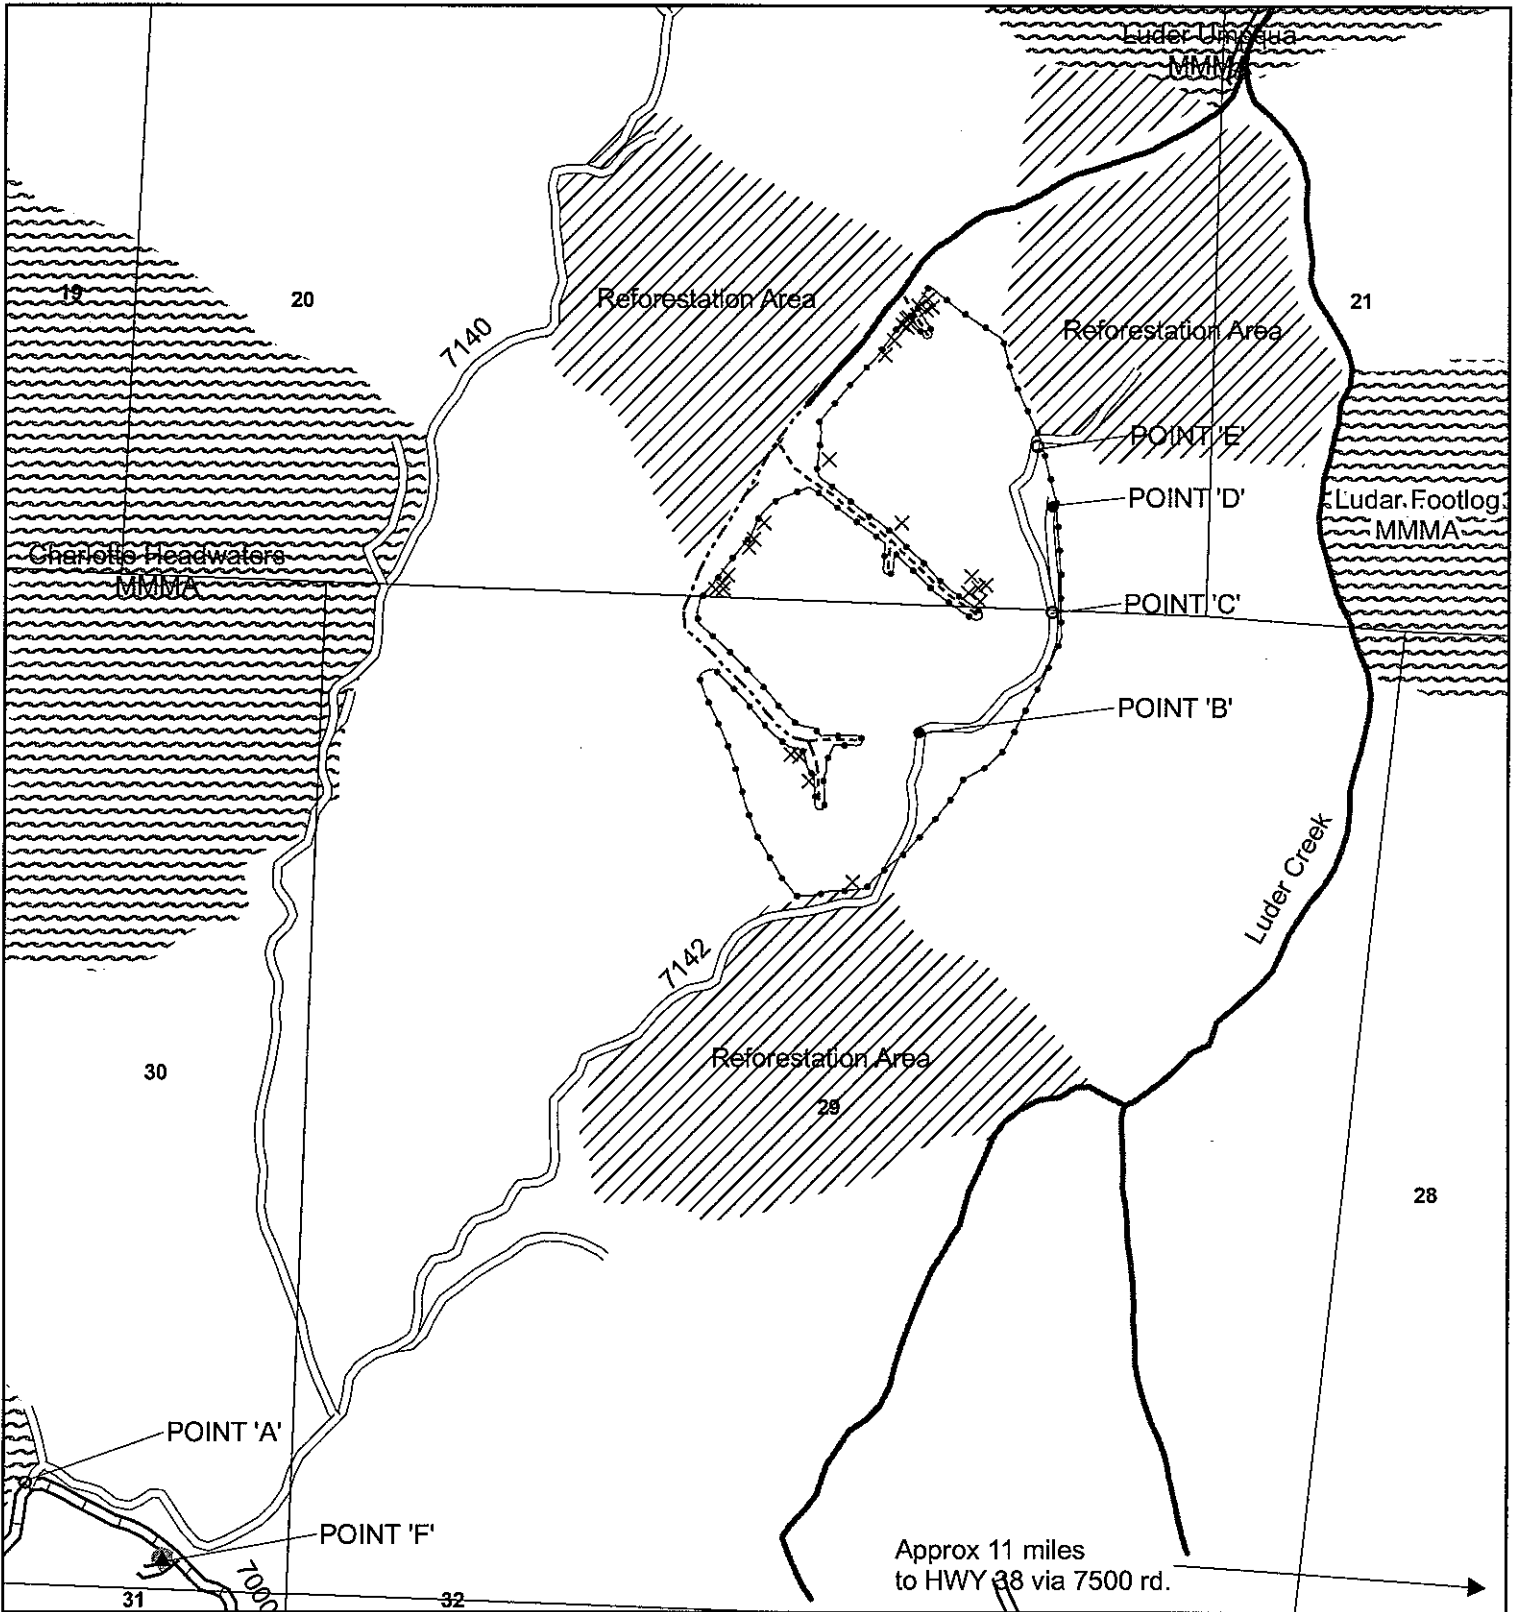 Luder Umpqua
MMMA
19
20
21
7140
Reforestation Area
Reforestation Area
POINT 'E'
POINT 'D'
Ludar Footlog
MMMA
Charlotte Headwaters
MMMA
POINT 'C'
POINT 'B'
Luder Creek
7142
Reforestation Area
29
30
28
POINT 'A'
POINT 'F'
7000
31
32
Approx 11 miles
to HWY 38 via 7500 rd.